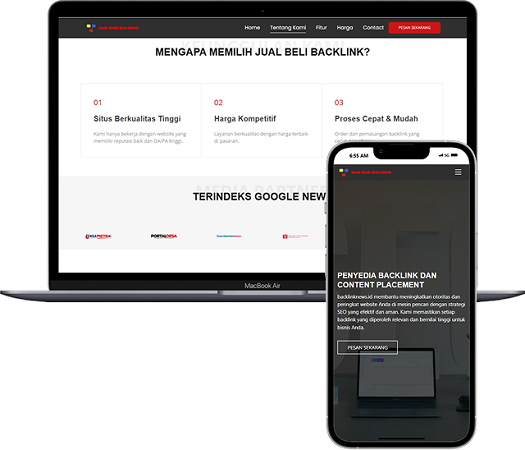 Home Tentang Kami Fitur Harga Contact PESAN SEKARANG
KEUNGGULAN KAMI
MENGAPA MEMILIH JUAL BELI BACKLINK?
01
Situs Berkualitas Tinggi
Kami hanya bekerja dengan website yang
memiliki reputasi baik dan DA/PA tinggi.
02
Harga Kompetitif
Layanan berkualitas dengan harga terbaik
di pasaran.
03
Proses Cepat & Mudah
Order dan pemasangan backlink yang
MEDIA PARTNER
TERINDEKS GOOGLE NEW
PORTALDESA
MacBook Air
6:55 AM
5G
PENYEDIA BACKLINK DAN
CONTENT PLACEMENT
backlinknews.id membantu meningkatkan otoritas dan
peringkat website Anda di mesin pencari dengan strategi
SEO yang efektif dan aman. Kami memastikan setiap
backlink yang diperoleh relevan dan bernilai tinggi untuk
bisnis Anda.
PESAN SEKARANG